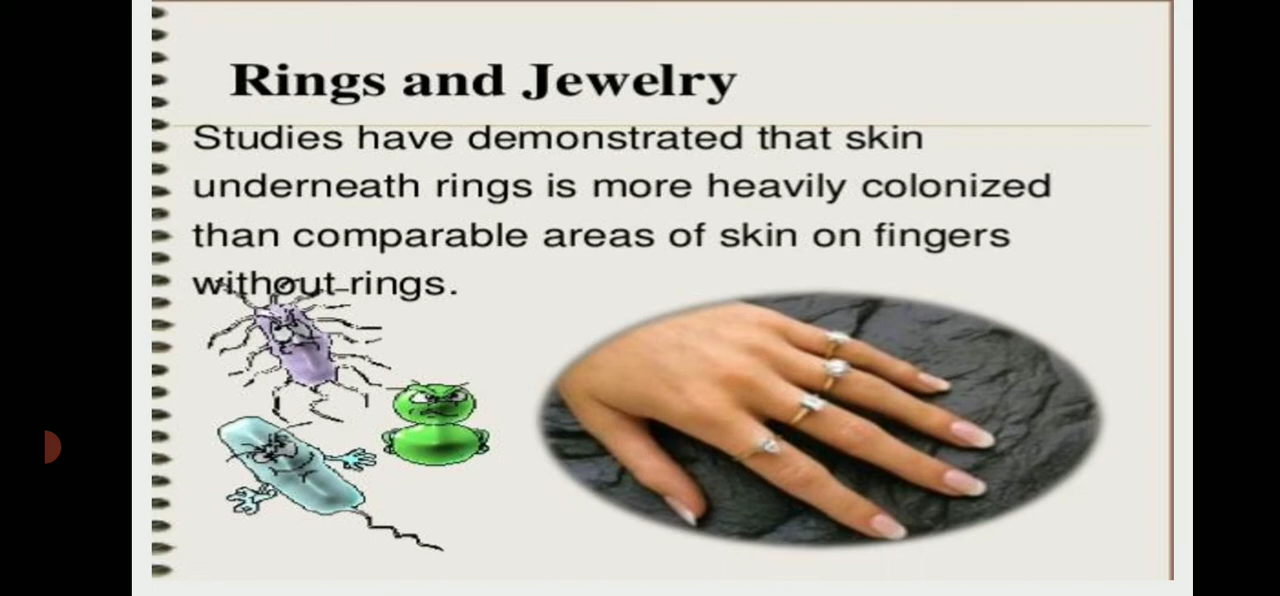 Rings and Jewelry
Studies have demonstrated that skin
underneath rings is more heavily colonized
than comparable areas of skin on fingers
without rings.